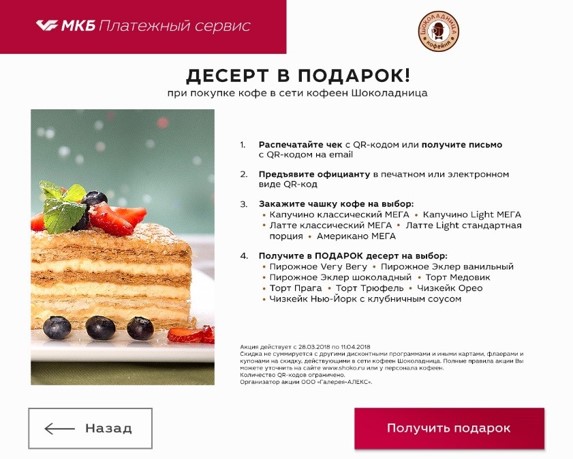 МКБ Платежный сервис
ШОКОЛАДНИЦА
КОФЕЙНЯ
ДЕСЕРТ В ПОДАРОК!
при покупке кофе в сети кофеен Шоколадница
1. Распечатайте чек с QR-кодом или получите письмо
с QR-кодом на email
2. Предъявите официанту в печатном или электронном
виде QR-код
3. Закажите чашку кофе на выбор:
• Капучино классический МЕГА • Капучино Light МЕГА
• Латте классический МЕГА • Латте Light стандартная
порция • Американо МЕГА
4. Получите в ПОДАРОК десерт на выбор:
• Пирожное Very Berry • Пирожное Эклер ванильный
• Пирожное Эклер шоколадный • Торт Медовик
• Торт Прага • Торт Трюфель • Чизкейк Орео
• Чизкейк Нью-Йорк с клубничным соусом
Акция действует с 28.03.2018 по 11.04.2018
Скидка не суммируется с другими дисконтными программами и иными картами, флаерами и
купонами на скидку, действующими в сети кофеен Шоколадница. Полные правила акции Вы
можете уточнить на сайте www.shoko.ru или у персонала кофеен.
Количество QR-кодов ограничено.
Организатор акции ООО «Галерея-АЛЕКС».
Назад
Получить подарок